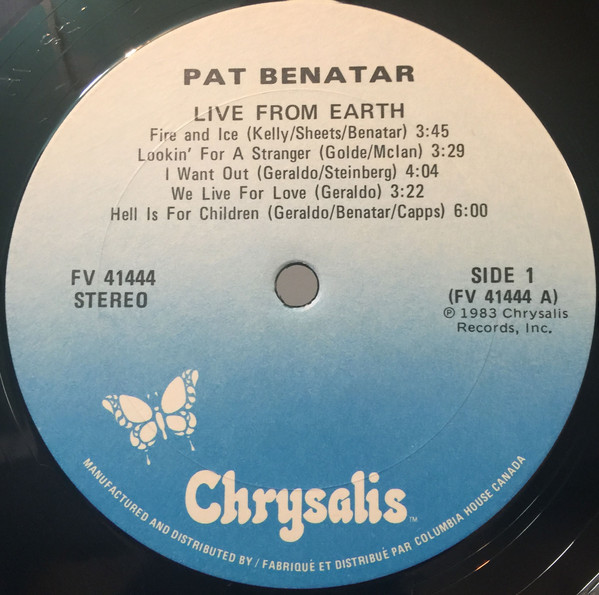 PAT BENATAR
LIVE FROM EARTH
Fire and Ice (Kelly/Sheets/Benatar) 3:45
Lookin' For A Stranger (Golde/McIan) 3:29
I Want Out (Geraldo/Steinberg) 4:04
We Live For Love (Geraldo) 3:22
Hell Is For Children (Geraldo/Benatar/Capps) 6:00
FV 41444
STEREO
SIDE 1
(FV 41444 A)
℗ 1983 Chrysalis
Records, Inc.
Chrysalis™
MANUFACTURED AND DISTRIBUTED BY / FABRIQUÉ ET DISTRIBUÉ PAR COLUMBIA HOUSE CANADA